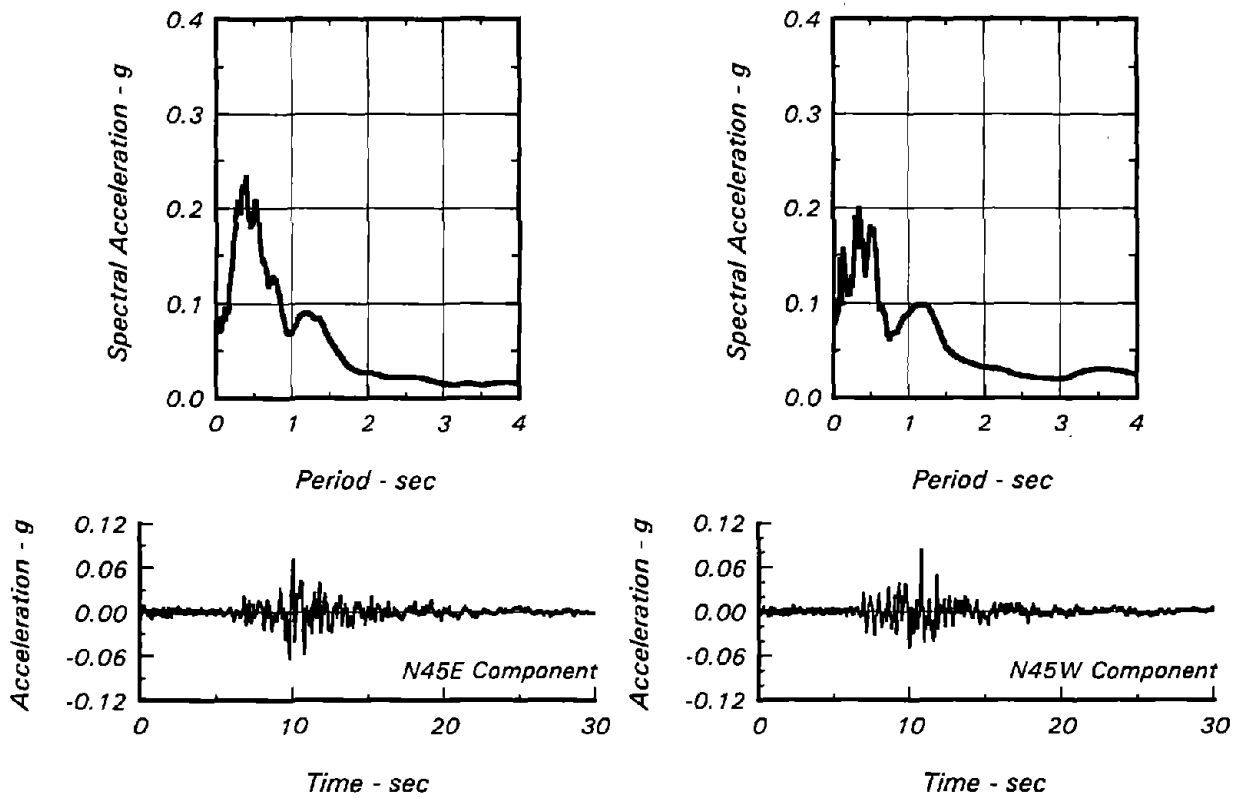 0.4
0.3
0.2
0.1
0.0
Spectral Acceleration - g
0 1 2 3 4
Period - sec
0.4
0.3
0.2
0.1
0.0
Spectral Acceleration - g
0 1 2 3 4
Period - sec
0.12
0.06
0.00
-0.06
-0.12
Acceleration - g
N45E Component
0 10 20 30
Time - sec
0.12
0.06
0.00
-0.06
-0.12
Acceleration - g
N45W Component
0 10 20 30
Time - sec